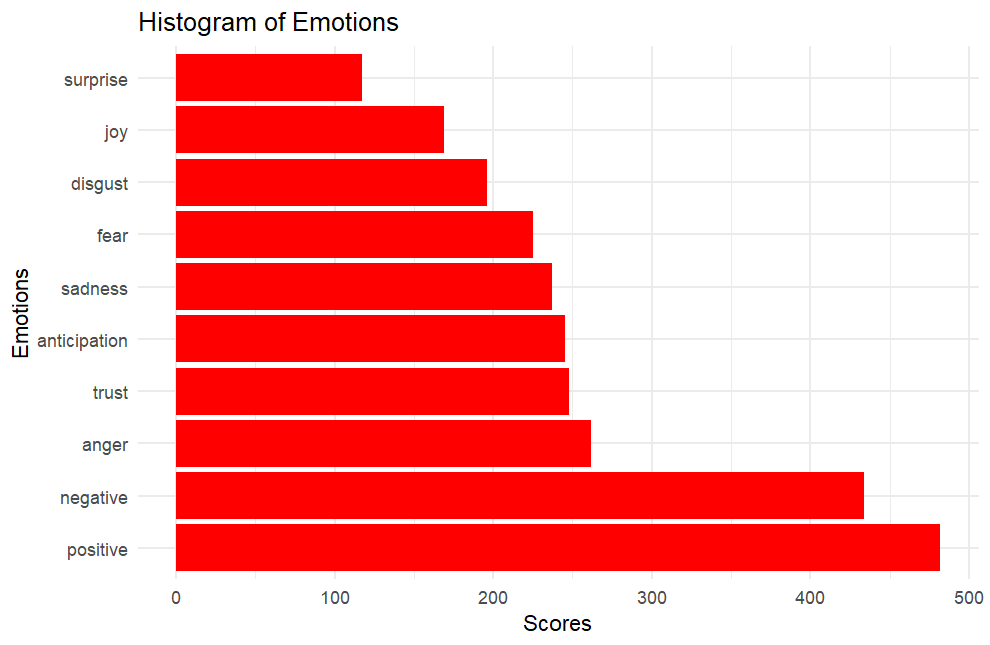 Histogram of Emotions
Emotions
surprise
joy
disgust
fear
sadness
anticipation
trust
anger
negative
positive
0 100 200 300 400 500
Scores